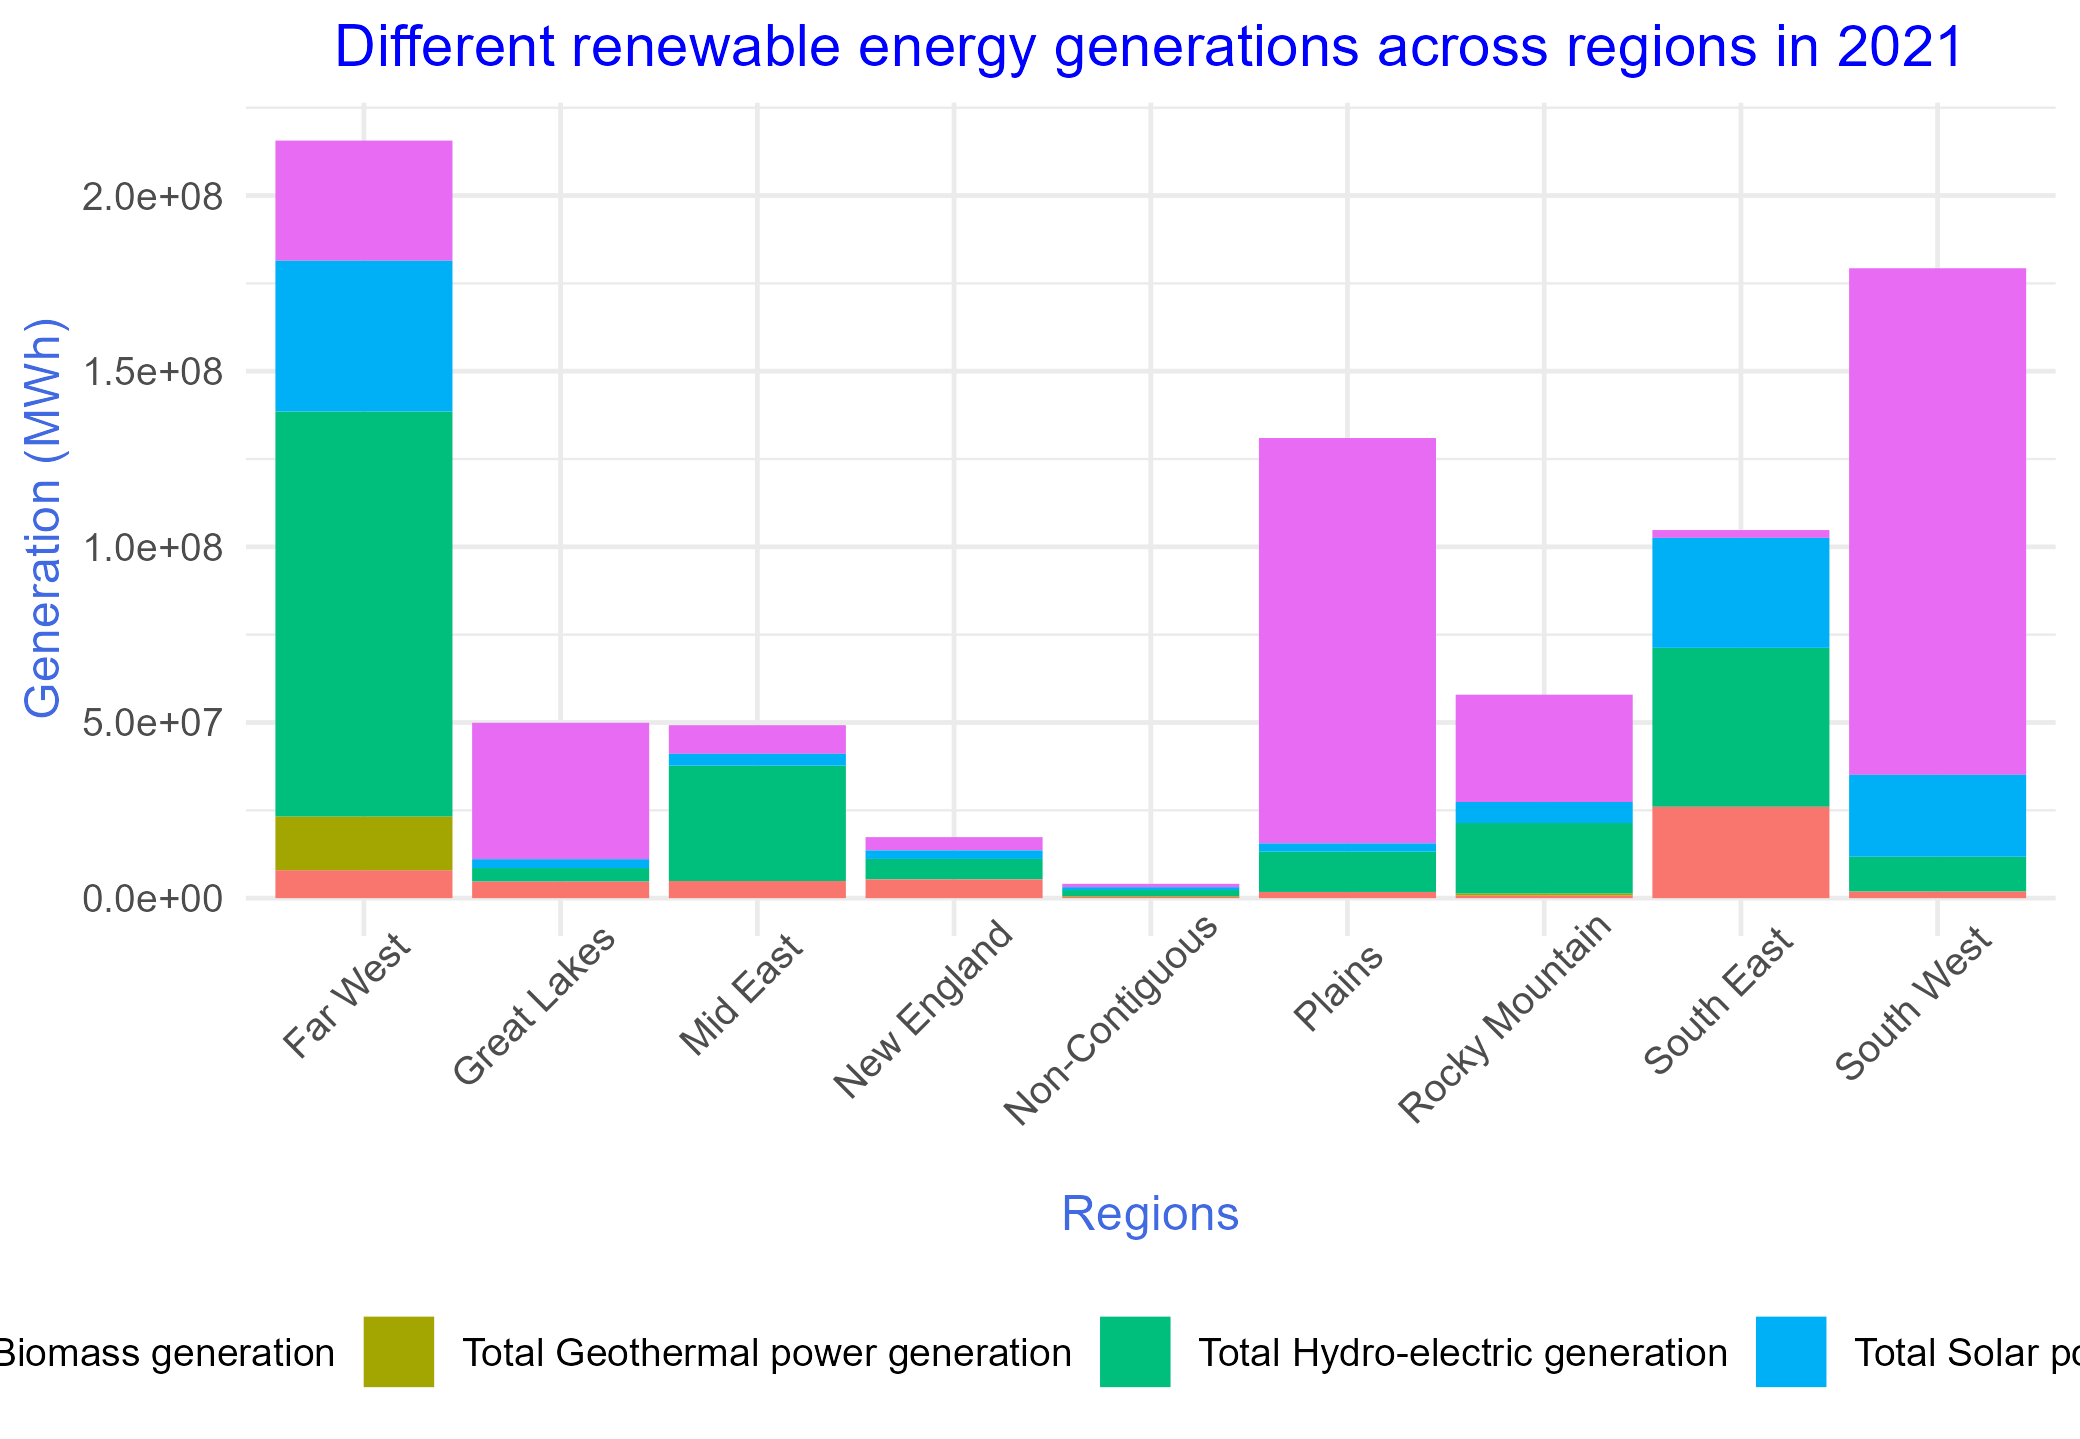 Different renewable energy generations across regions in 2021
Generation (MWh)
2.0e+08
1.5e+08
1.0e+08
5.0e+07
0.0e+00
Far West
Great Lakes
Mid East
New England
Non-Contiguous
Plains
Rocky Mountain
South East
South West
Regions
Biomass generation
Total Geothermal power generation
Total Hydro-electric generation
Total Solar